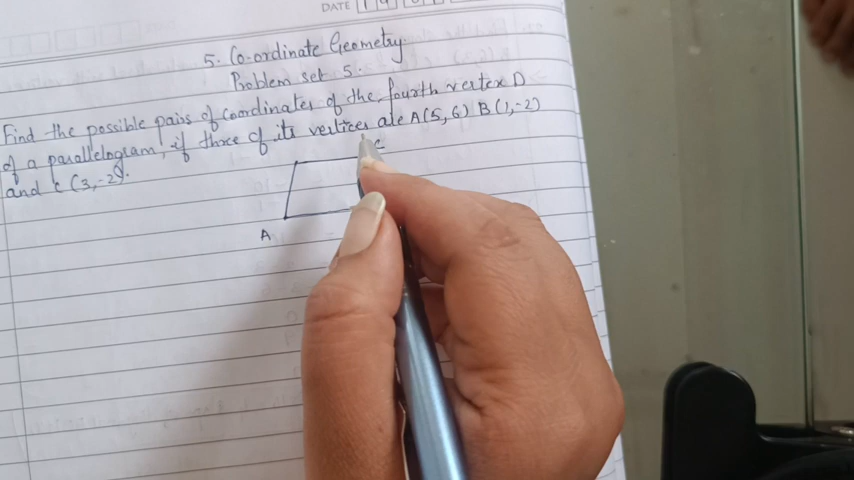 DATE
5. Co-ordinate Geometry
Problem set 5.
Find the possible pairs of coordinates of the fourth vertex D
of a parallelogram, if three of its vertices are A(5,6) B(1,-2)
and C (3,-2).
C
A